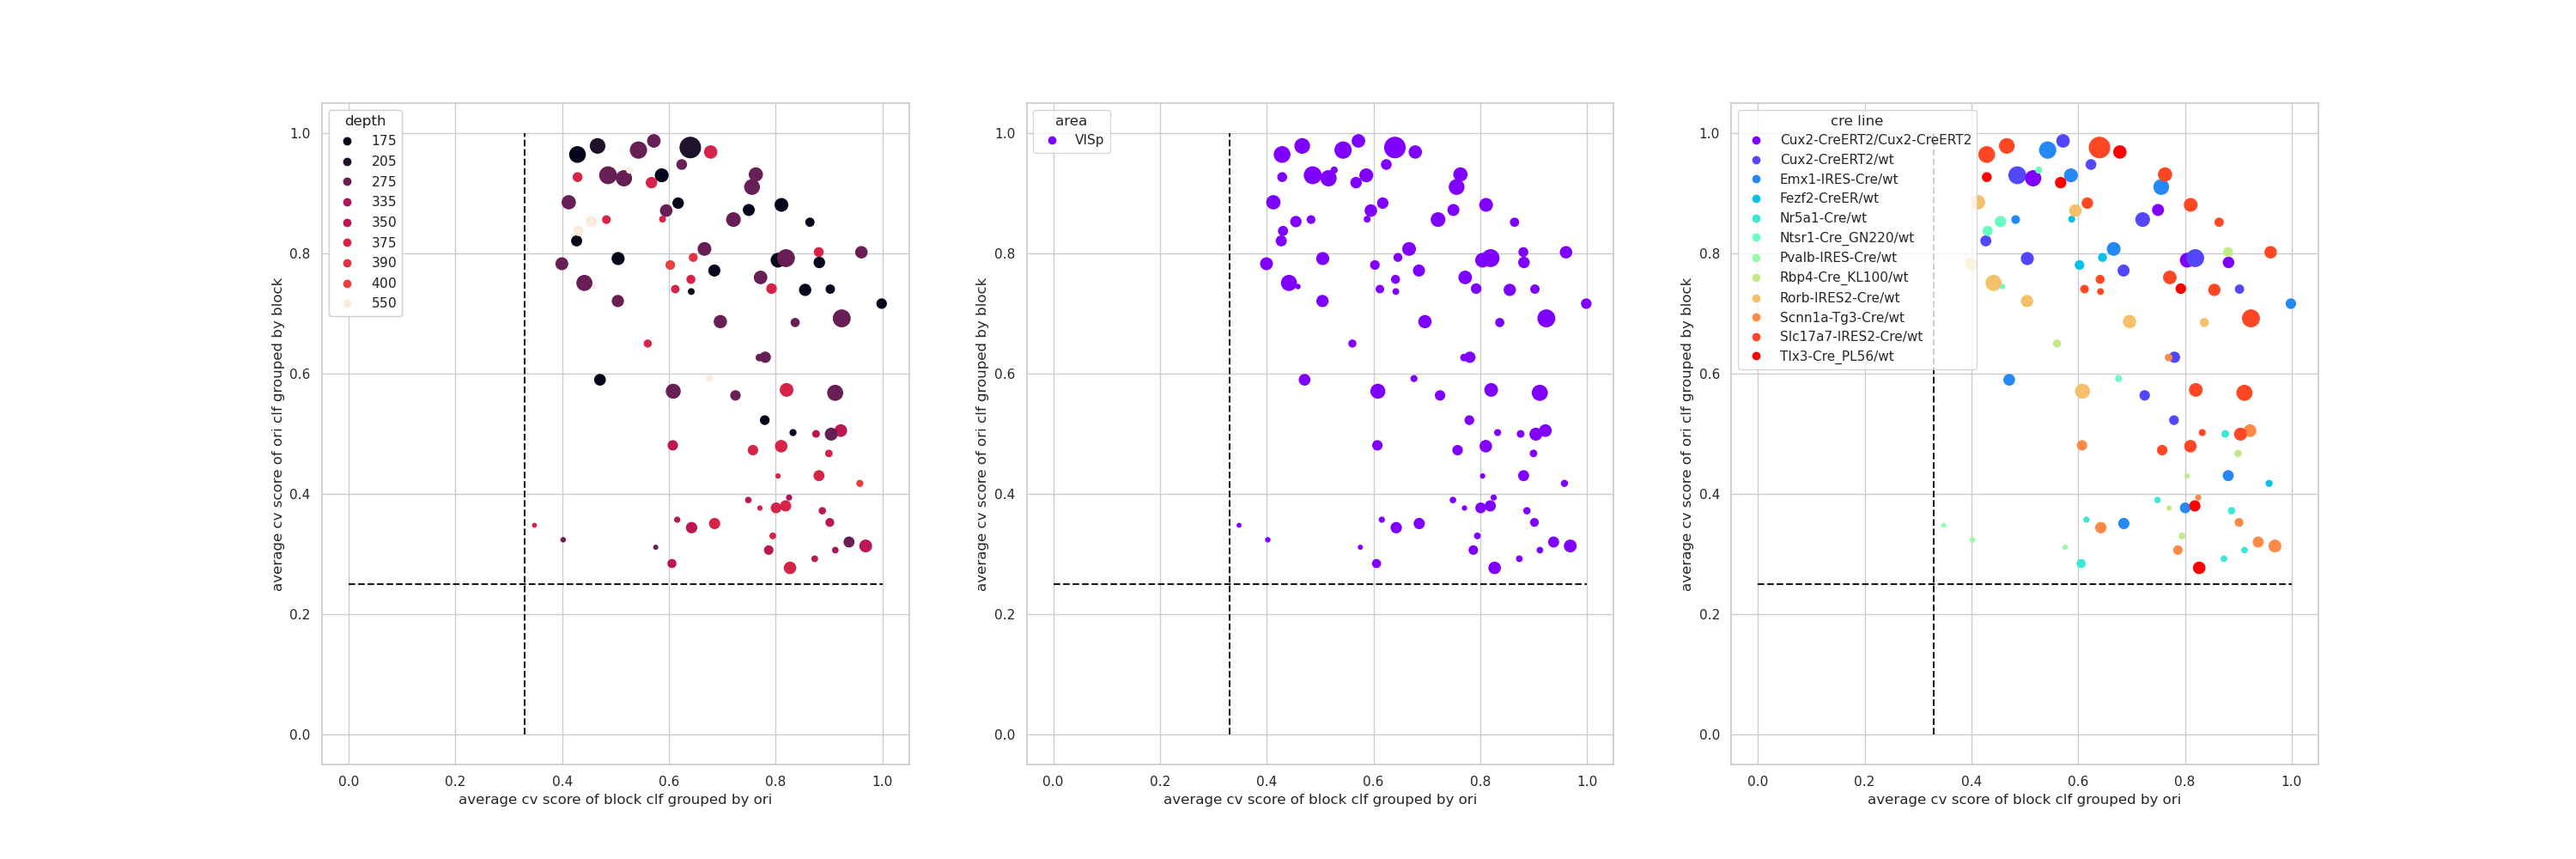 depth
175
205
275
335
350
375
390
400
550
1.0
0.8
0.6
0.4
0.2
0.0
average cv score of ori clf grouped by block
0.0 0.2 0.4 0.6 0.8 1.0
average cv score of block clf grouped by ori
area
VISp
1.0
0.8
0.6
0.4
0.2
0.0
average cv score of ori clf grouped by block
0.0 0.2 0.4 0.6 0.8 1.0
average cv score of block clf grouped by ori
cre line
Cux2-CreERT2/Cux2-CreERT2
Cux2-CreERT2/wt
Emx1-IRES-Cre/wt
Fezf2-CreER/wt
Nr5a1-Cre/wt
Ntsr1-Cre_GN220/wt
Pvalb-IRES-Cre/wt
Rbp4-Cre_KL100/wt
Rorb-IRES2-Cre/wt
Scnn1a-Tg3-Cre/wt
Slc17a7-IRES2-Cre/wt
Tlx3-Cre_PL56/wt
1.0
0.8
0.6
0.4
0.2
0.0
average cv score of ori clf grouped by block
0.0 0.2 0.4 0.6 0.8 1.0
average cv score of block clf grouped by ori